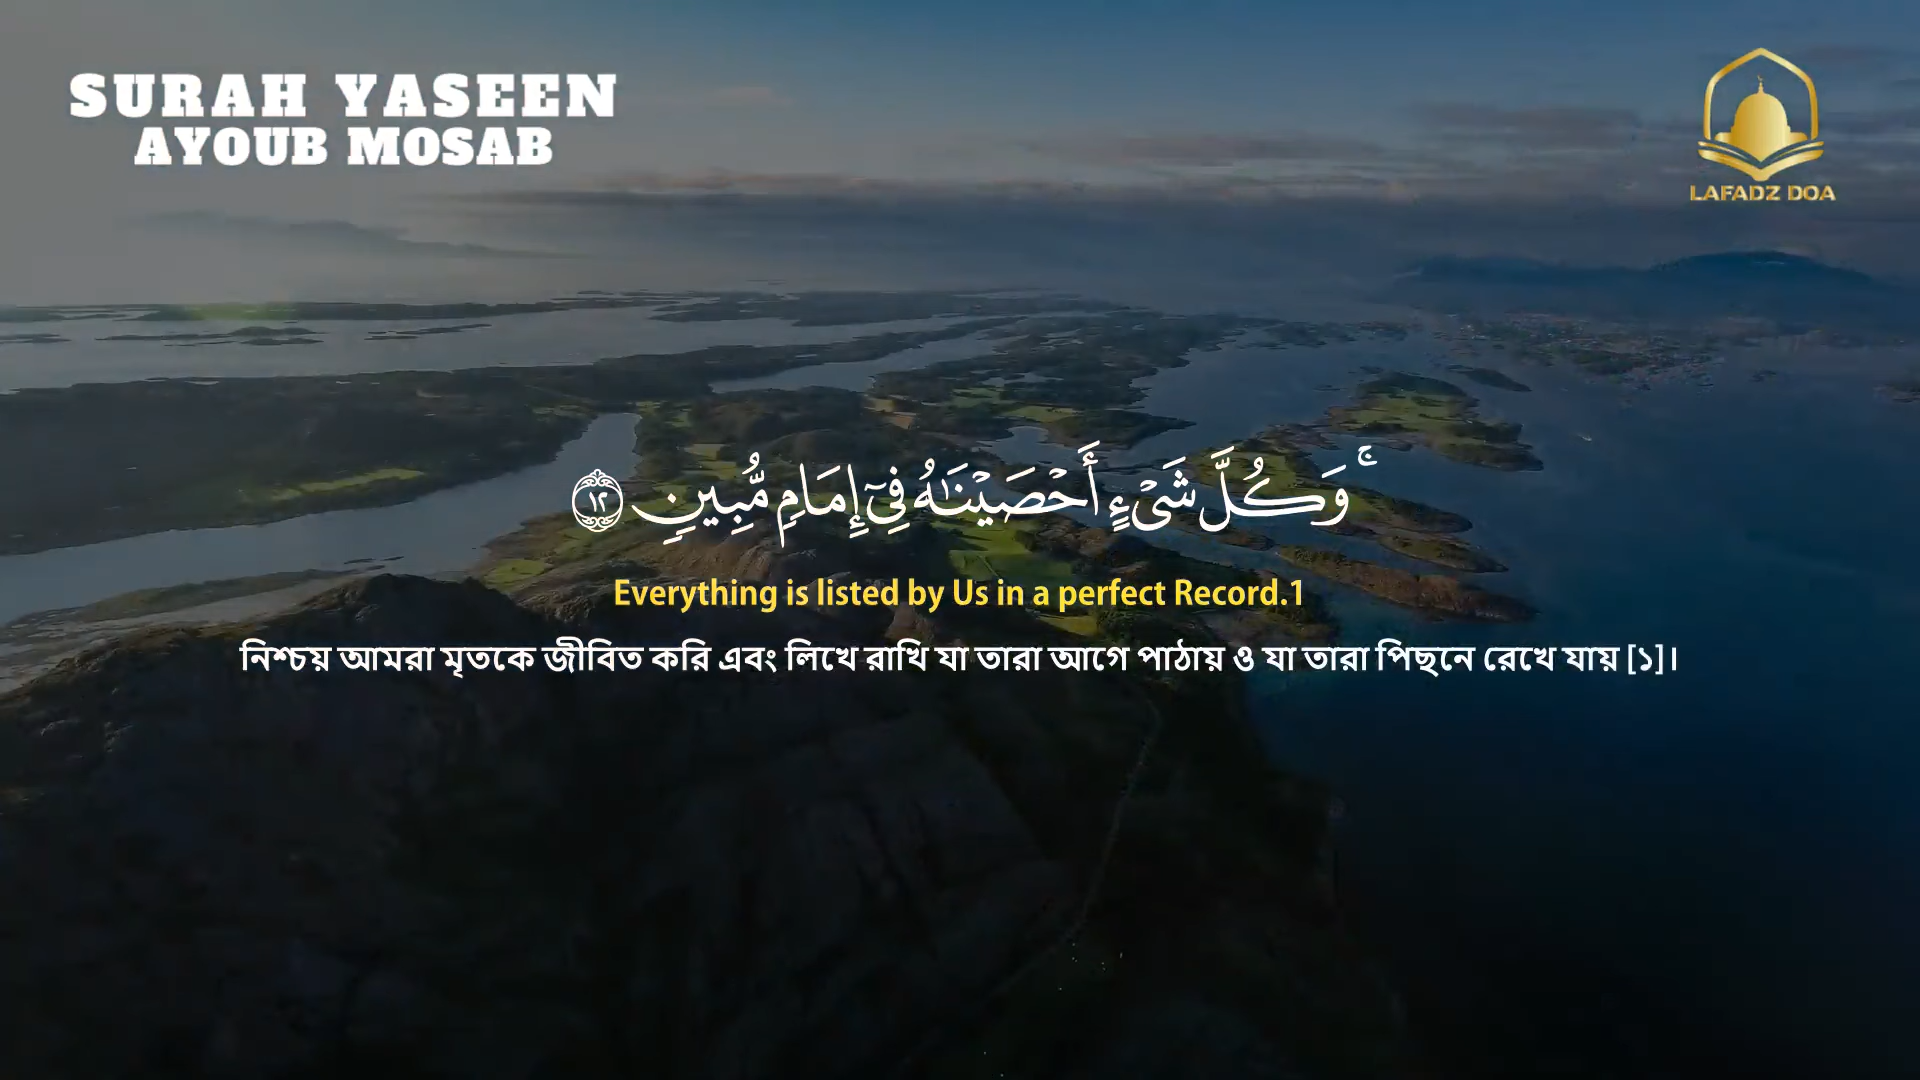 SURAH YASEEN
AYOUB MOSAB
LAFADZ DOA
ۚ وَكُلَّ شَىْءٍ أَحْصَيْنَـٰهُ فِىٓ إِمَامٍ مُّبِينٍ ١٢
Everything is listed by Us in a perfect Record.1
নিশ্চয় আমরা মৃতকে জীবিত করি এবং লিখে রাখি যা তারা আগে পাঠায় ও যা তারা পিছনে রেখে যায় [১]।